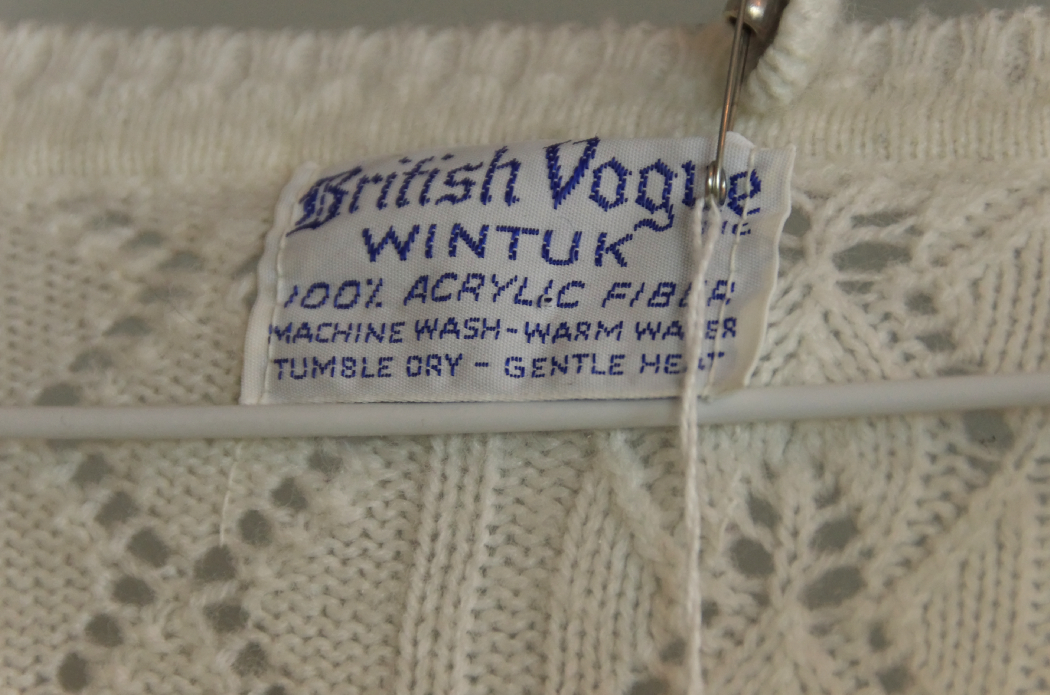 British Vogue
WINTUK
100% ACRYLIC FIBER
MACHINE WASH-WARM WATER
TUMBLE DRY - GENTLE HEAT